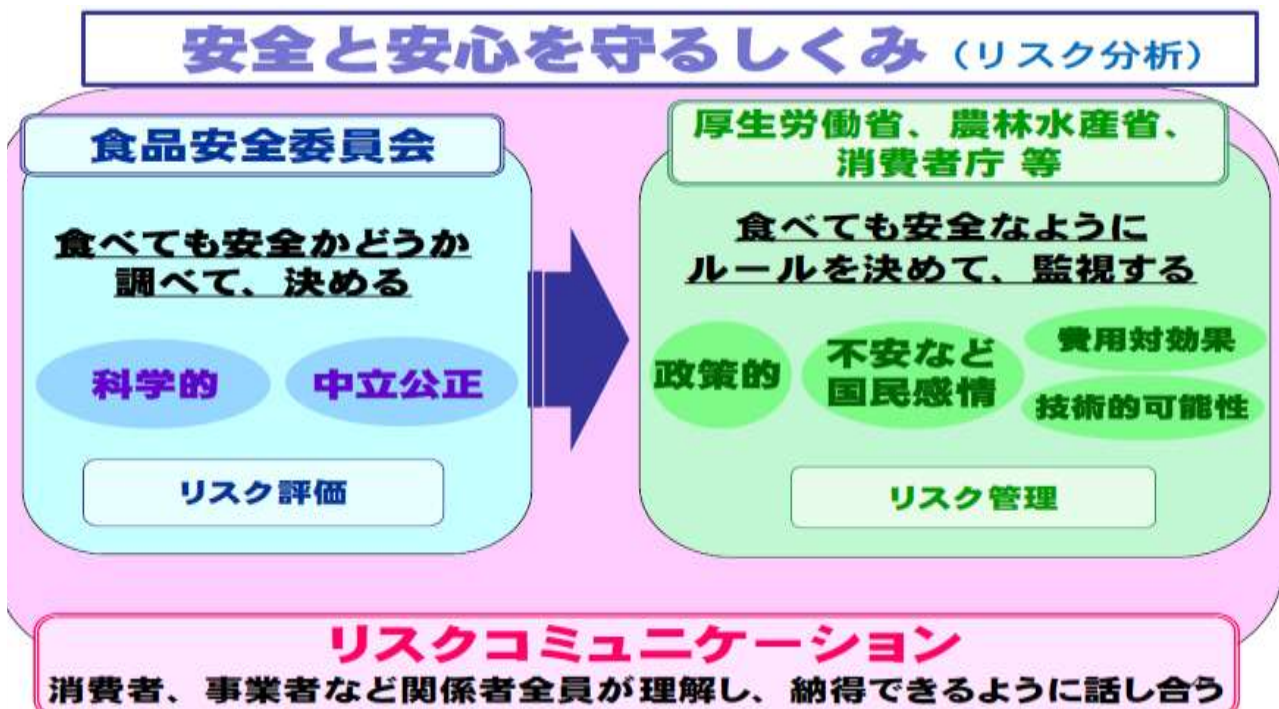 安全と安心を守るしくみ（リスク分析）
食品安全委員会
食べても安全かどうか
調べて、決める
科学的
中立公正
リスク評価
厚生労働省、農林水産省、
消費者庁 等
食べても安全なように
ルールを決めて、監視する
政策的
不安など
国民感情
費用対効果
技術的可能性
リスク管理
リスクコミュニケーション
消費者、事業者など関係者全員が理解し、納得できるように話し合う